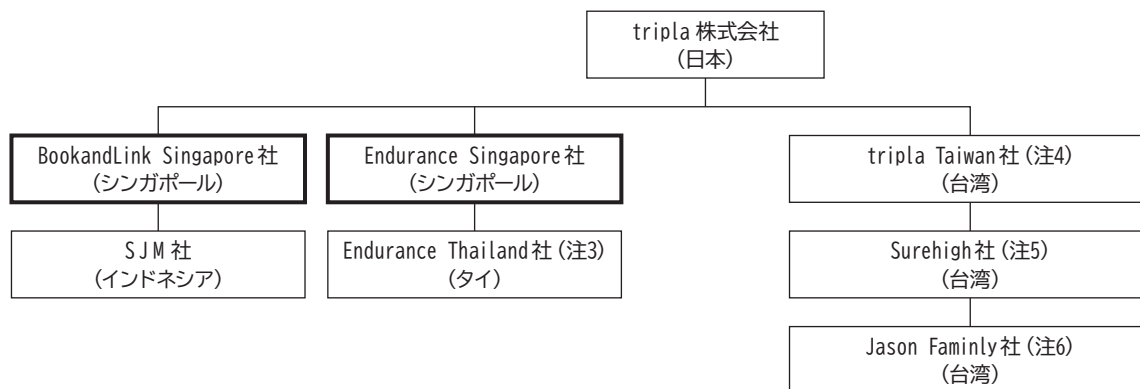 tripla 株式会社
(日本)
BookandLink Singapore社
(シンガポール)
Endurance Singapore社
(シンガポール)
tripla Taiwan社(注4)
(台湾)
SJM社
(インドネシア)
Endurance Thailand社(注3)
(タイ)
Surehigh社(注5)
(台湾)
Jason Faminly社(注6)
(台湾)